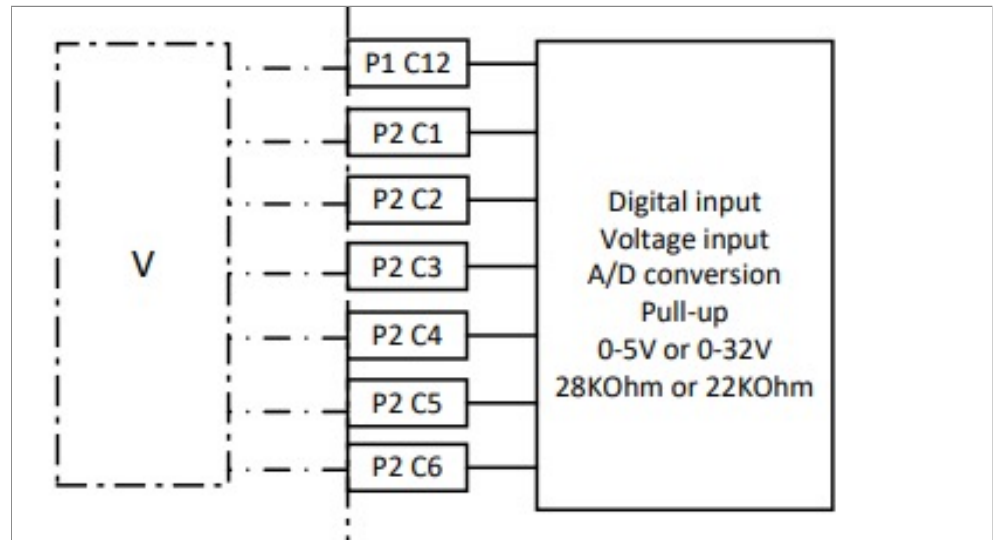 P1 C12
P2 C1
P2 C2
P2 C3
P2 C4
P2 C5
P2 C6
V
Digital input
Voltage input
A/D conversion
Pull-up
0-5V or 0-32V
28KOhm or 22KOhm